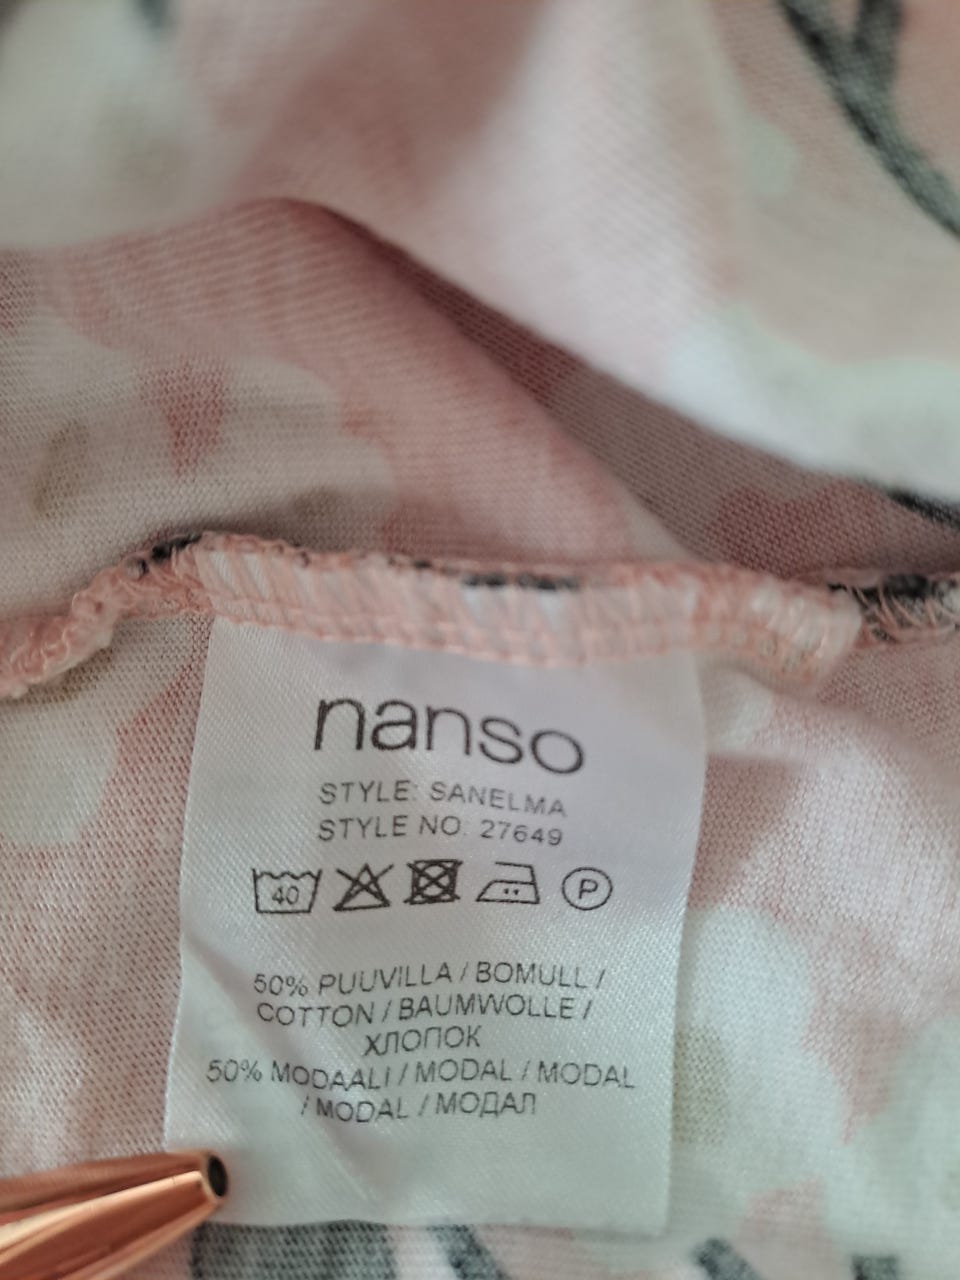 nanso
STYLE: SANELMA
STYLE NO. 27649
40 P
50% PUUVILLA / BOMULL /
COTTON / BAUMWOLLE /
ХЛОПОК
50% MODAALI / MODAL / MODAL
/ MODAL / МОДАЛ